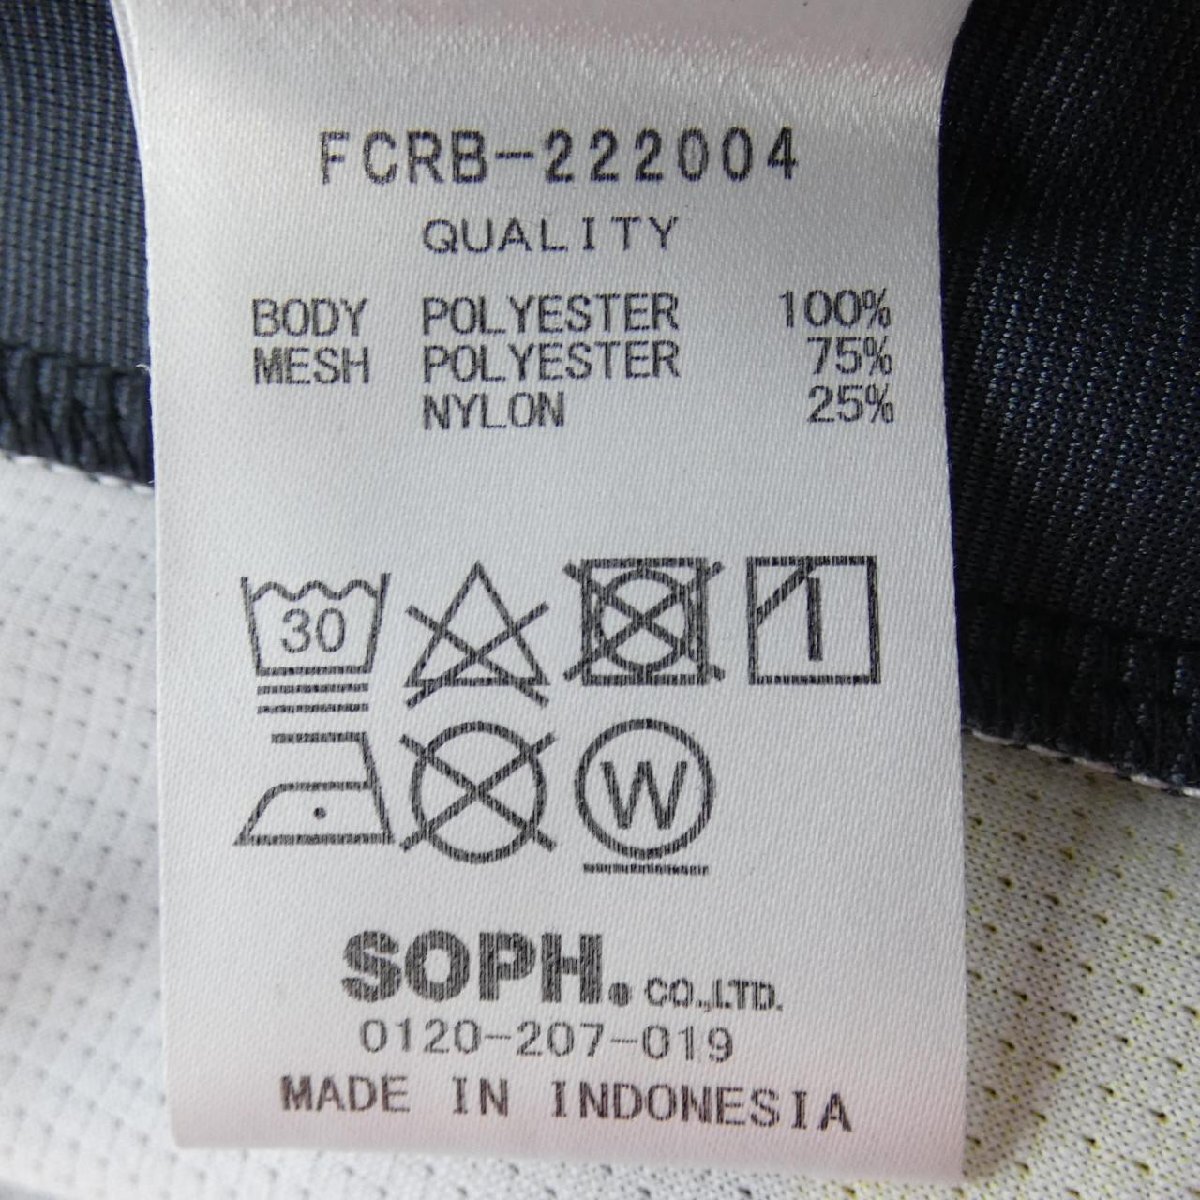 FCRB-222004
QUALITY
BODY POLYESTER 100%
MESH POLYESTER 75%
NYLON 25%
30
W
SOPH. CO.,LTD.
0120-207-019
MADE IN INDONESIA